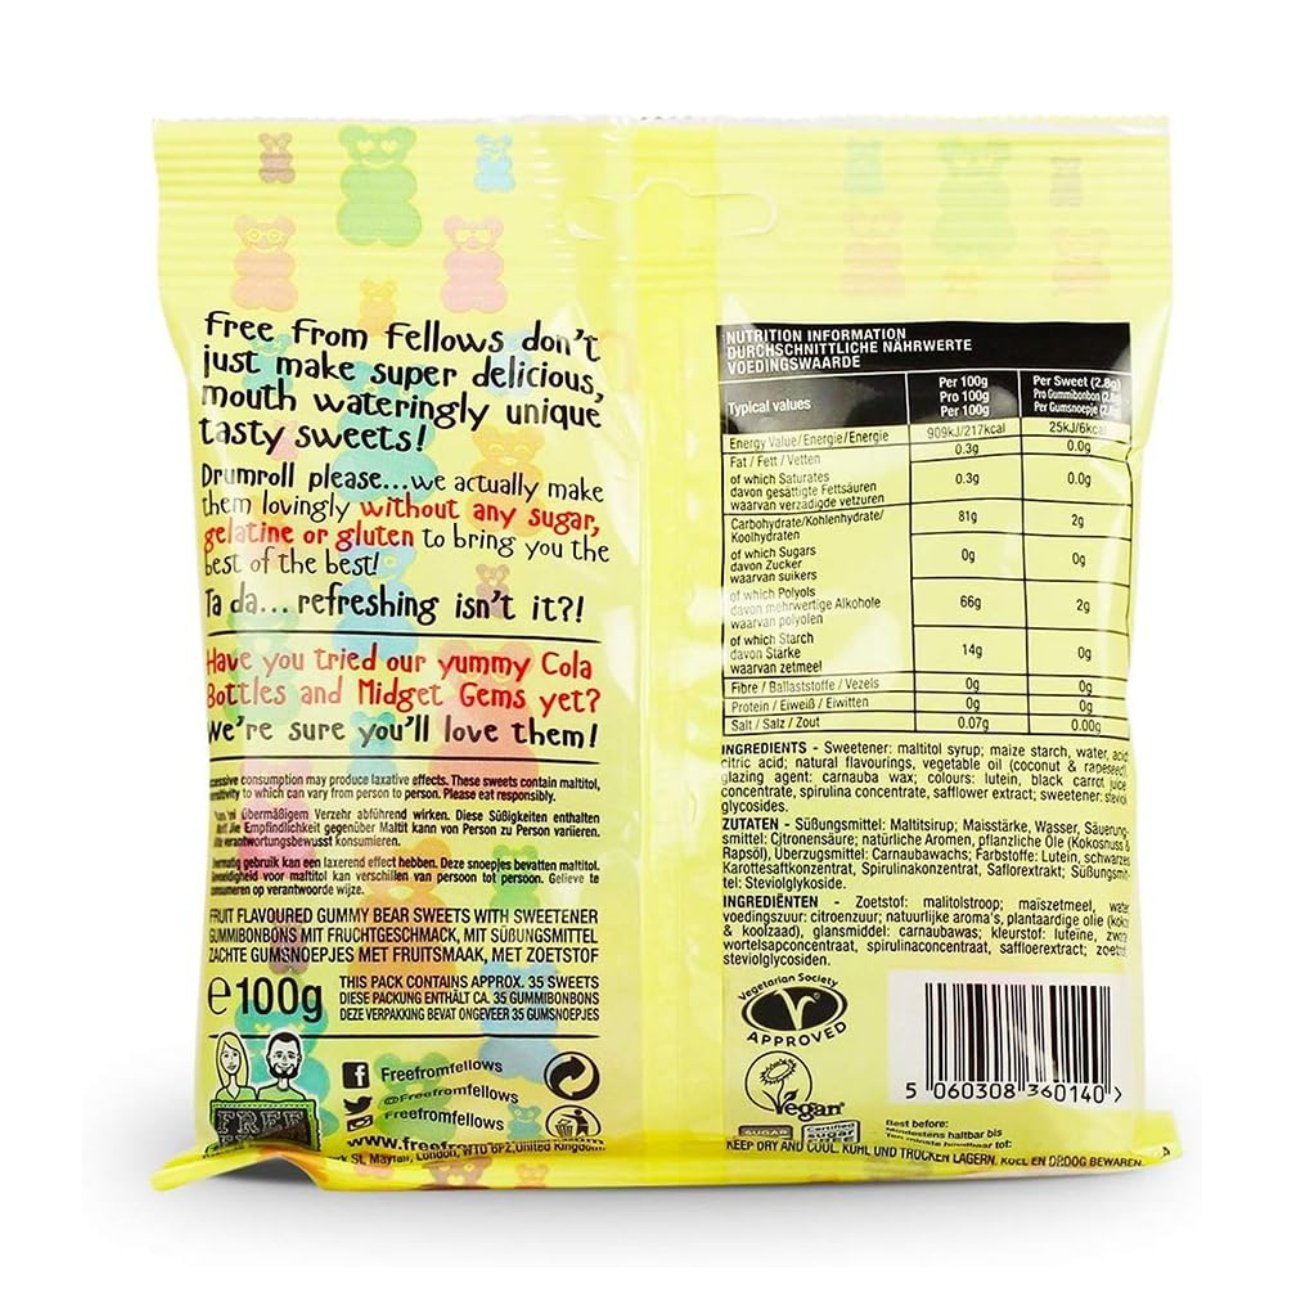 Free From Fellows don't
just make super delicious,
mouth wateringly unique
tasty sweets!
Drumroll please...we actually make
them lovingly without any sugar,
gelatine or gluten to bring you the
best of the best!
Ta da... refreshing isn't it?!
Have you tried our yummy Cola
Bottles and Midget Gems yet?
We're sure you'll love them!
consumption may produce laxative effects. These sweets contain maltitol,
to which can vary from person to person. Please eat responsibly.
übermäßigem Verzehr abführend wirken. Diese Süßigkeiten enthalten
Die Empfindlichkeit gegenüber Maltit kann von Person zu Person variieren.
verantwortungsbewusst konsumieren.
gebruik kan een laxerend effect hebben. Deze snoepjes bevatten maltitol.
voor maltitol kan verschillen van persoon tot persoon. Gelieve te
op verantwoorde wijze.
FRUIT FLAVOURED GUMMY BEAR SWEETS WITH SWEETENER
GUMMIBONBONS MIT FRUCHTGESCHMACK, MIT SÜßUNGSMITTEL
ZACHTE GUMSNOEPJES MET FRUITSMAAK, MET ZOETSTOF
e100g
THIS PACK CONTAINS APPROX. 35 SWEETS
DIESE PACKUNG ENTHÄLT CA. 35 GUMMIBONBONS
DEZE VERPAKKING BEVAT ONGEVEER 35 GUMSNOEPJES
Freefromfellows
@Freefromfellows
Freefromfellows
FREE
St, Mayfair, London, United Kingdom
NUTRITION INFORMATION
DURCHSCHNITTLICHE NÄHRWERTE
VOEDINGSWAARDE
Typical values
Per 100g Per Sweet (2.8g)
Pro 100g Pro Gummibonbon
Per 100g Per Gumsnoepje
Energy Value/Energie/Energie 909kJ/217kcal 25kJ/6kcal
Fat / Fett / Vetten 0.3g 0.0g
of which Saturates
davon gesättigte Fettsäuren 0.3g 0.0g
waarvan verzadigde vetzuren
Carbohydrate/Kohlenhydrate/ 81g 2g
Koolhydraten
of which Sugars
davon Zucker 0g 0g
waarvan suikers
of which Polyols
davon mehrwertige Alkohole 66g 2g
waarvan polyolen
of which Starch
davon Stärke 14g 0g
waarvan zetmeel
Fibre / Ballaststoffe / Vezels 0g 0g
Protein / Eiweiß / Eiwitten 0g 0g
Salt / Salz / Zout 0.07g 0.00g
INGREDIENTS - Sweetener: maltitol syrup; maize starch, water, acid:
citric acid; natural flavourings, vegetable oil (coconut & rapeseed),
glazing agent: carnauba wax; colours: lutein, black carrot juice
concentrate, spirulina concentrate, safflower extract; sweetener: steviol
glycosides.
ZUTATEN - Süßungsmittel: Maltitsirup; Maisstärke, Wasser, Säuerung-
smittel: Citronensäure; natürliche Aromen, pflanzliche Öle (Kokosnuss &
Rapsöl), Überzugsmittel: Carnaubawachs; Farbstoffe: Lutein, schwarzes
Karottesaftkonzentrat, Spirulinakonzentrat, Saflorextrakt; Süßungsmit-
tel: Steviolglykoside.
INGREDIËNTEN - Zoetstof: malitolstroop; maïszetmeel, water
voedingszuur: citroenzuur; natuurlijke aroma's, plantaardige olie
& koolzaad), glansmiddel: carnaubawas; kleurstof: luteïne,
wortelsapconcentraat, spirulinaconcentraat, saffloerextract;
steviolglycosiden.
Vegetarian Society
APPROVED
Vegan
SUGAR Certified
sugar
5 060308 360140 >
Best before:
Mindestens haltbar bis
KEEP DRY AND COOL. KÜHL UND TROCKEN LAGERN. KOEL EN DROOG BEWAREN.